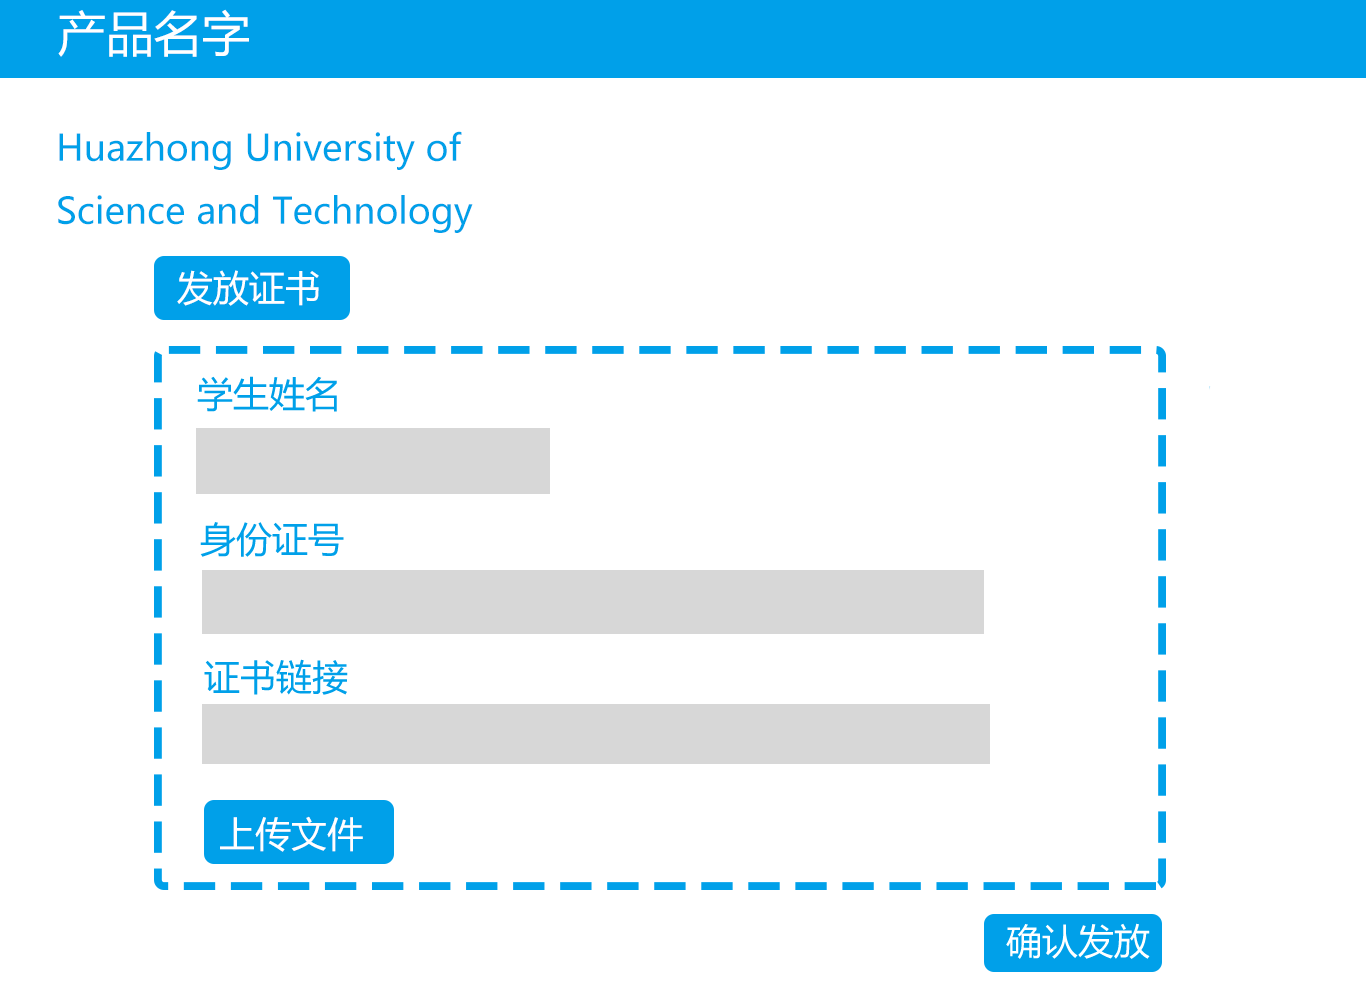 产品名字
Huazhong University of
Science and Technology
发放证书
学生姓名
身份证号
证书链接
上传文件
确认发放